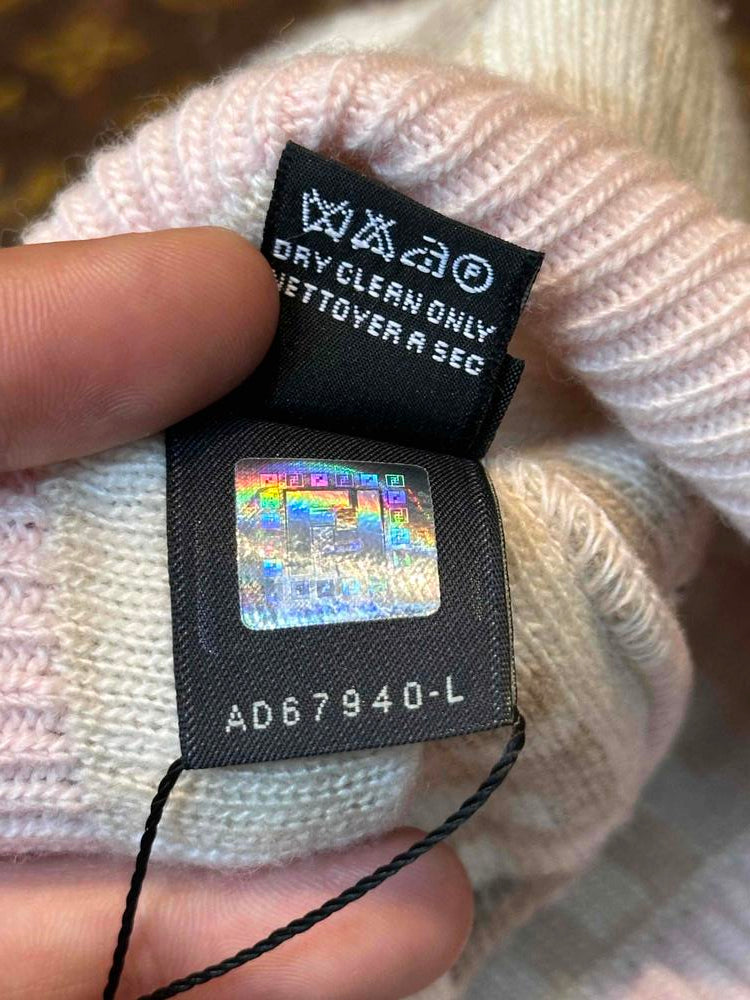 P
DRY CLEAN ONLY
NETTOYER A SEC
AD67940-L